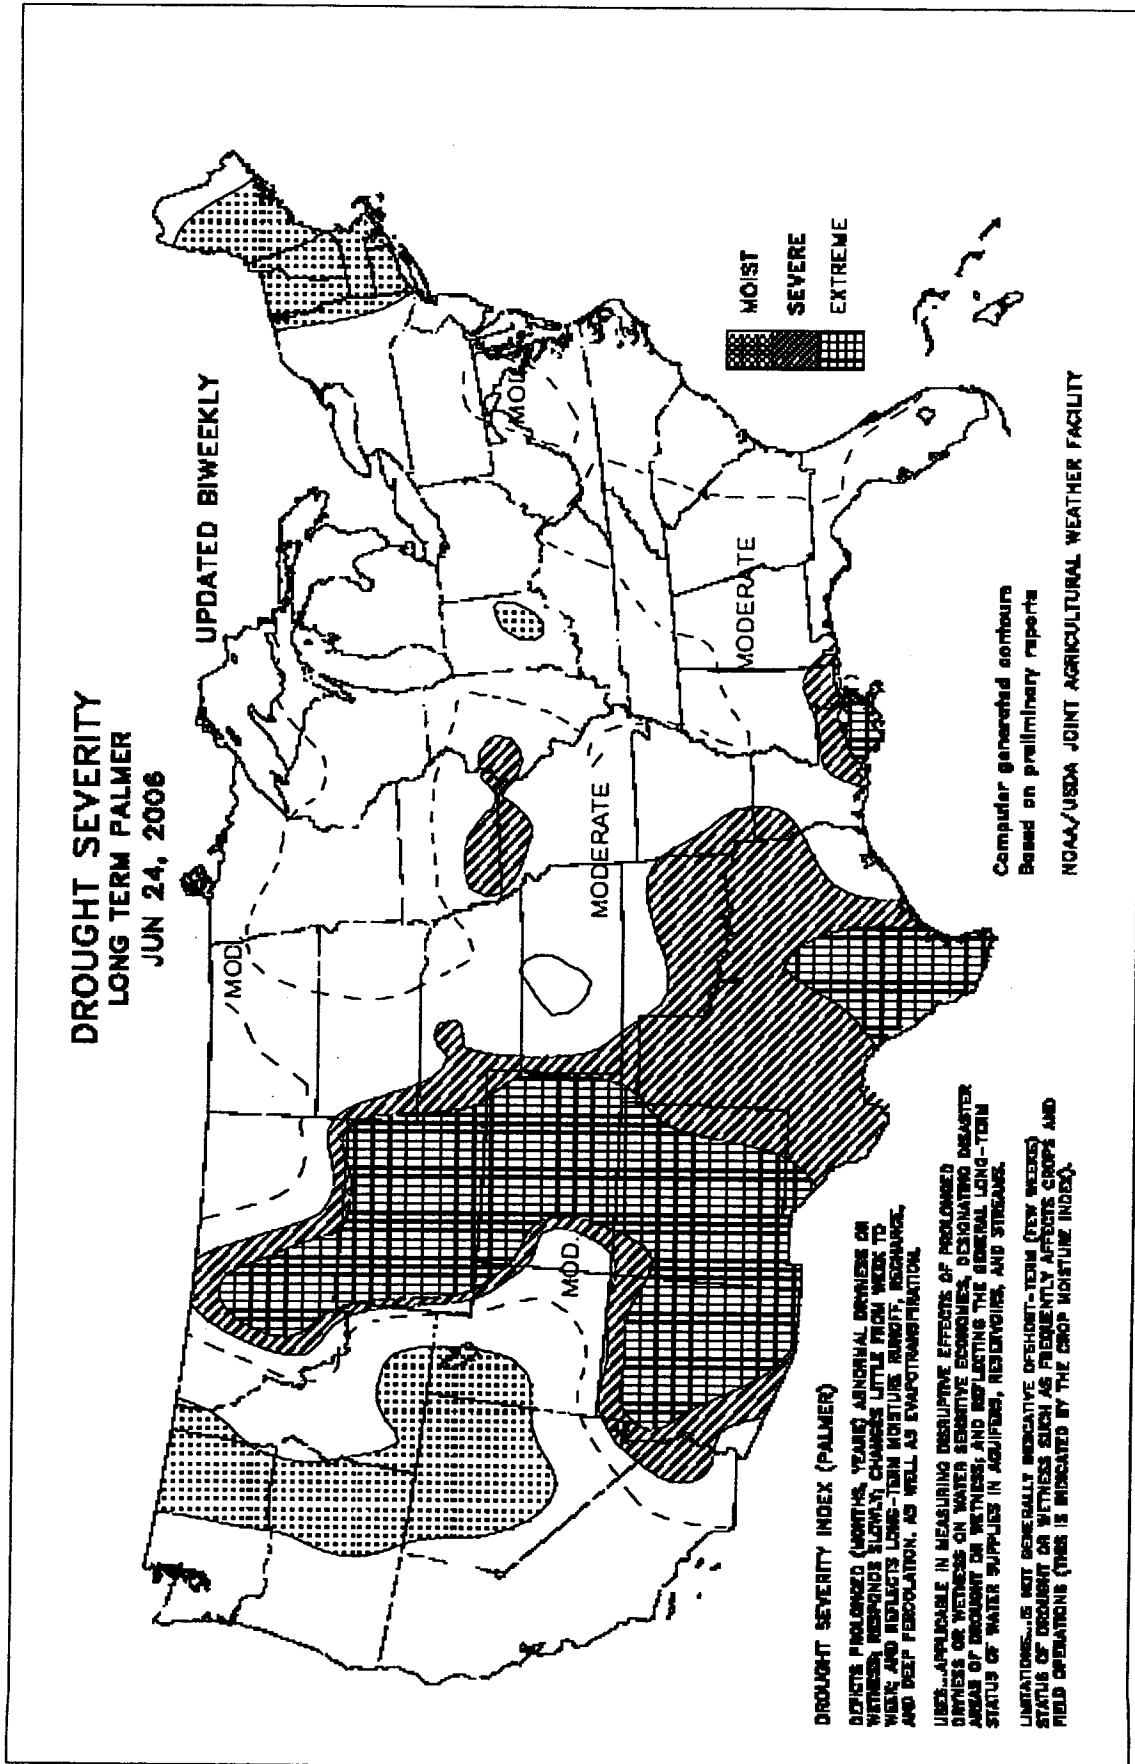 DROUGHT SEVERITY
LONG TERM PALMER
JUN 24, 2006
UPDATED BIWEEKLY
MOD
MOD
MODERATE
MODERATE
MOD.
MOIST
SEVERE
EXTREME
Computer generated contours
Based on preliminary reports
NOAA/USDA JOINT AGRICULTURAL WEATHER FACILITY
DROUGHT SEVERITY INDEX (PALMER)
DEPICTS PROLONGED (MONTHS, YEARS) ABNORMAL DRYNESS OR
WETNESS; RESPONDS SLOWLY; CHANGES LITTLE FROM WEEK TO
WEEK; AND REFLECTS LONG-TERM MOISTURE RUNOFF, RECHARGE,
AND DEEP PERCOLATION, AS WELL AS EVAPOTRANSPIRATION.
USES...APPLICABLE IN MEASURING DISRUPTIVE EFFECTS OF PROLONGED
DRYNESS OR WETNESS ON WATER SENSITIVE ECONOMIES, DESIGNATING DISASTER
AREAS OF DROUGHT OR WETNESS; AND REFLECTING THE GENERAL LONG-TERM
STATUS OF WATER SUPPLIES IN AQUIFERS, RESERVOIRS, AND STREAMS.
LIMITATIONS...IS NOT GENERALLY INDICATIVE OFSHORT-TERM (FEW WEEKS)
STATUS OF DROUGHT OR WETNESS SUCH AS FREQUENTLY AFFECTS CROPS AND
FIELD OPERATIONS (THIS IS INDICATED BY THE CROP MOISTURE INDEX).